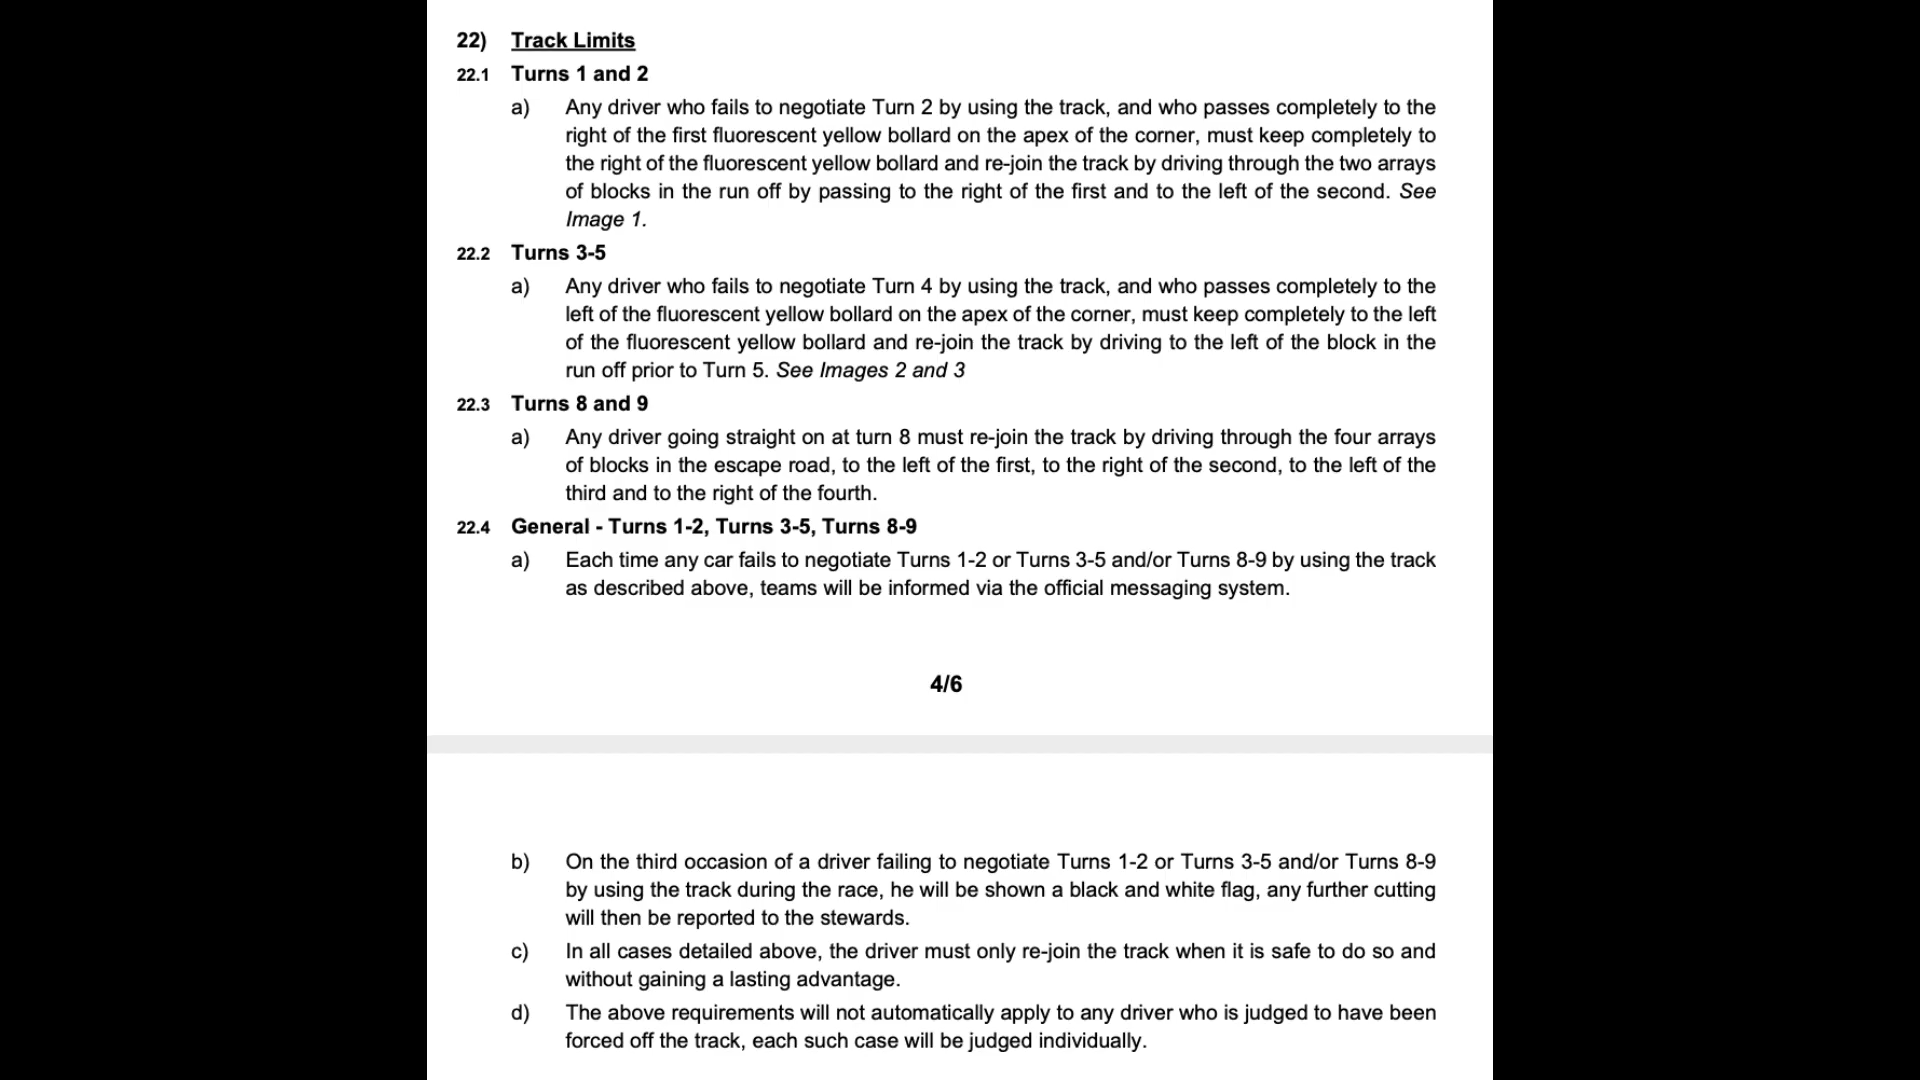 22) Track Limits
22.1 Turns 1 and 2
a) Any driver who fails to negotiate Turn 2 by using the track, and who passes completely to the
right of the first fluorescent yellow bollard on the apex of the corner, must keep completely to
the right of the fluorescent yellow bollard and re-join the track by driving through the two arrays
of blocks in the run off by passing to the right of the first and to the left of the second. See
Image 1.
22.2 Turns 3-5
a) Any driver who fails to negotiate Turn 4 by using the track, and who passes completely to the
left of the fluorescent yellow bollard on the apex of the corner, must keep completely to the left
of the fluorescent yellow bollard and re-join the track by driving to the left of the block in the
run off prior to Turn 5. See Images 2 and 3
22.3 Turns 8 and 9
a) Any driver going straight on at turn 8 must re-join the track by driving through the four arrays
of blocks in the escape road, to the left of the first, to the right of the second, to the left of the
third and to the right of the fourth.
22.4 General - Turns 1-2, Turns 3-5, Turns 8-9
a) Each time any car fails to negotiate Turns 1-2 or Turns 3-5 and/or Turns 8-9 by using the track
as described above, teams will be informed via the official messaging system.
4/6
b) On the third occasion of a driver failing to negotiate Turns 1-2 or Turns 3-5 and/or Turns 8-9
by using the track during the race, he will be shown a black and white flag, any further cutting
will then be reported to the stewards.
c) In all cases detailed above, the driver must only re-join the track when it is safe to do so and
without gaining a lasting advantage.
d) The above requirements will not automatically apply to any driver who is judged to have been
forced off the track, each such case will be judged individually.